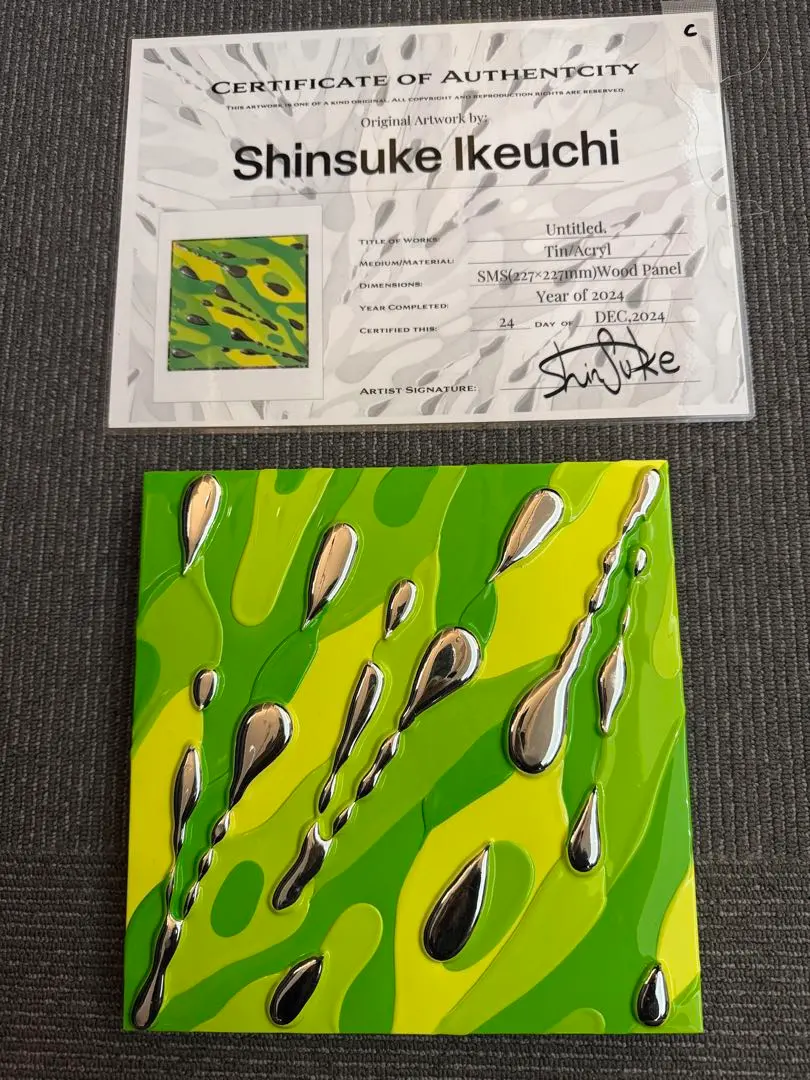 C
CERTIFICATE OF AUTHENTCITY
THIS ARTWORK IS ONE OF A KIND ORIGINAL. ALL COPYRIGHT AND REPRODUCTION RIGHTS ARE RESERVED.
Original Artwork by:
Shinsuke Ikeuchi
TITLE OF WORKS: Untitled.
MEDIUM/MATERIAL: Tin/Acryl
DIMENSIONS: SMS(227×227mm)Wood Panel
YEAR COMPLETED: Year of 2024
CERTIFIED THIS: 24 DAY OF DEC,2024
ARTIST SIGNATURE: ShinSuke